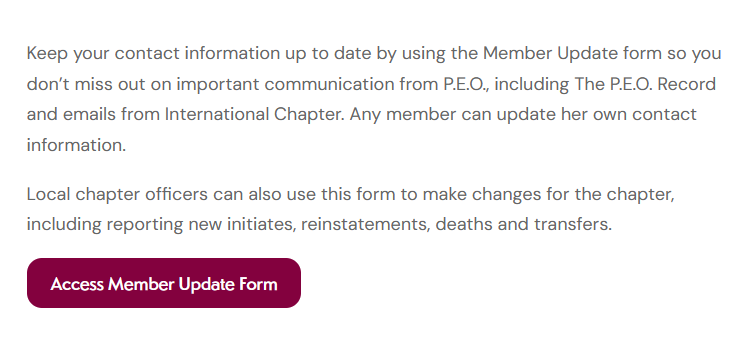 Keep your contact information up to date by using the Member Update form so you
don’t miss out on important communication from P.E.O., including The P.E.O. Record
and emails from International Chapter. Any member can update her own contact
information.
Local chapter officers can also use this form to make changes for the chapter,
including reporting new initiates, reinstatements, deaths and transfers.
Access Member Update Form